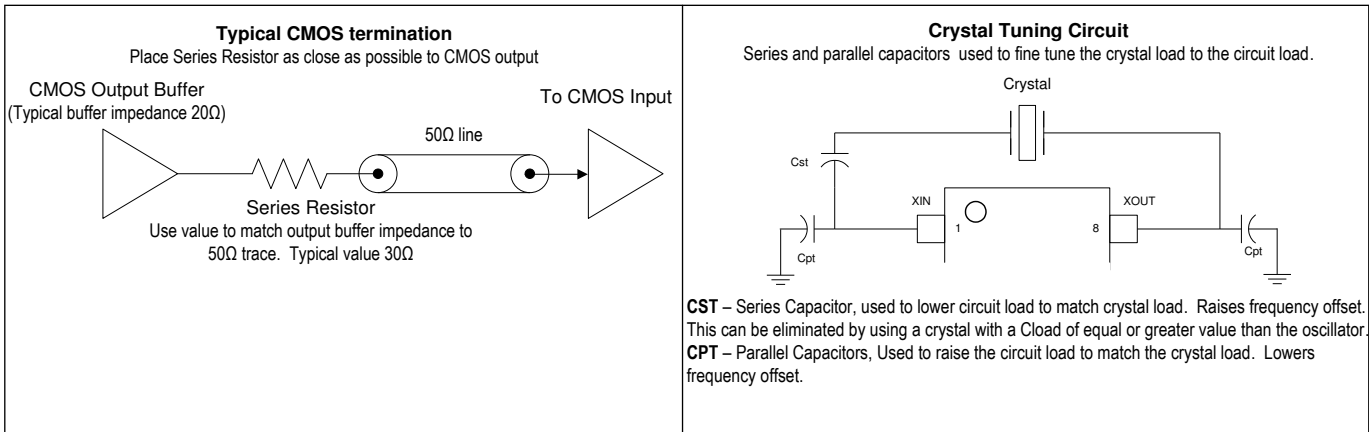 Typical CMOS termination
Place Series Resistor as close as possible to CMOS output
CMOS Output Buffer
(Typical buffer impedance 20Ω)
To CMOS Input
50Ω line
Series Resistor
Use value to match output buffer impedance to
50Ω trace. Typical value 30Ω
Crystal Tuning Circuit
Series and parallel capacitors used to fine tune the crystal load to the circuit load.
Crystal
Cst
XIN
XOUT
1
8
Cpt
Cpt
CST – Series Capacitor, used to lower circuit load to match crystal load. Raises frequency offset.
This can be eliminated by using a crystal with a Cload of equal or greater value than the oscillator.
CPT – Parallel Capacitors, Used to raise the circuit load to match the crystal load. Lowers
frequency offset.